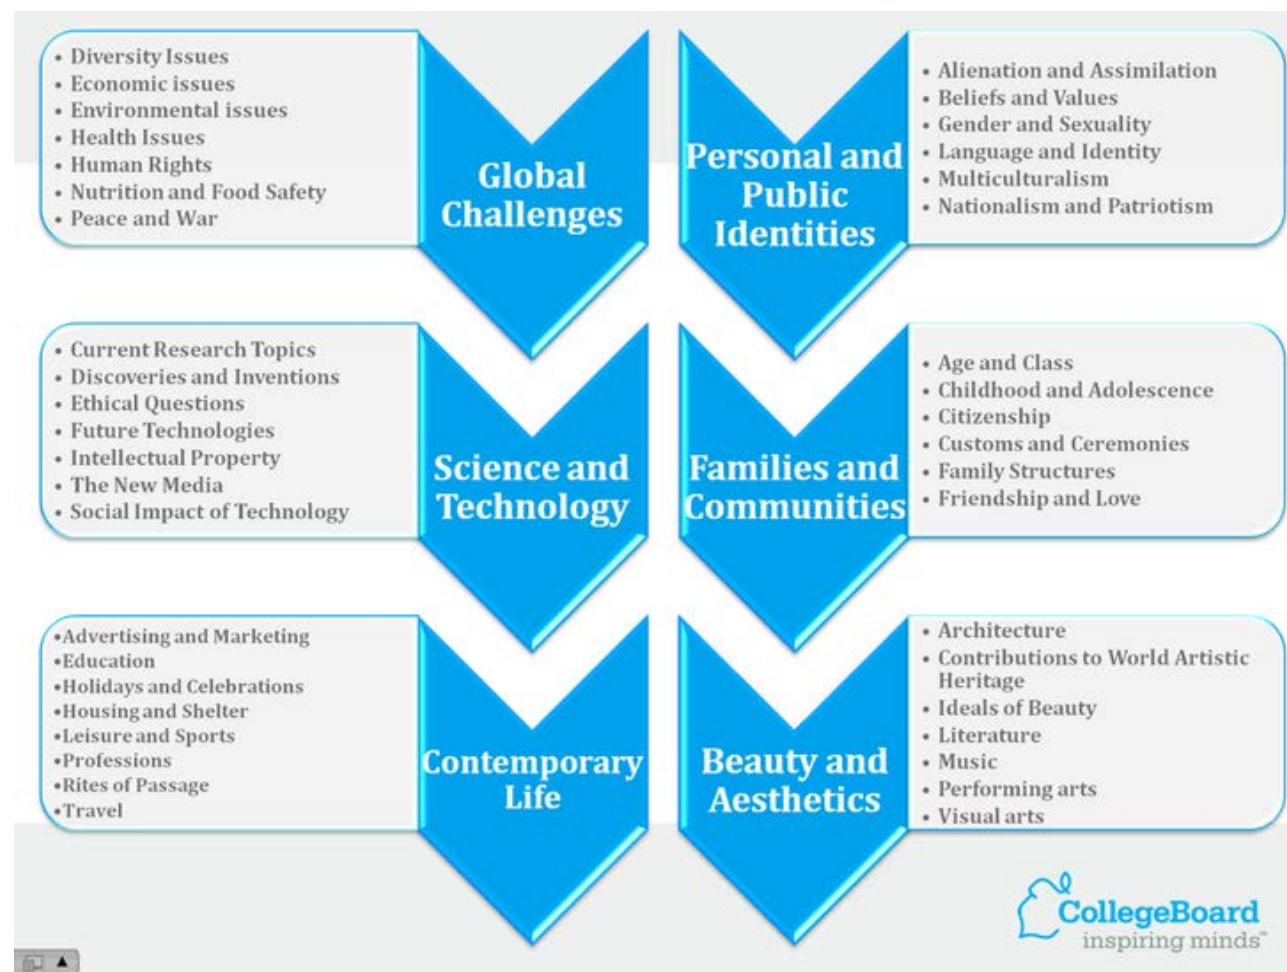 • Diversity Issues
• Economic issues
• Environmental issues
• Health Issues
• Human Rights
• Nutrition and Food Safety
• Peace and War
Global
Challenges
Personal and
Public
Identities
• Alienation and Assimilation
• Beliefs and Values
• Gender and Sexuality
• Language and Identity
• Multiculturalism
• Nationalism and Patriotism
• Current Research Topics
• Discoveries and Inventions
• Ethical Questions
• Future Technologies
• Intellectual Property
• The New Media
• Social Impact of Technology
Science and
Technology
Families and
Communities
• Age and Class
• Childhood and Adolescence
• Citizenship
• Customs and Ceremonies
• Family Structures
• Friendship and Love
•Advertising and Marketing
•Education
•Holidays and Celebrations
•Housing and Shelter
•Leisure and Sports
•Professions
•Rites of Passage
•Travel
Contemporary
Life
Beauty and
Aesthetics
• Architecture
• Contributions to World Artistic
Heritage
• Ideals of Beauty
• Literature
• Music
• Performing arts
• Visual arts
CollegeBoard
inspiring minds™